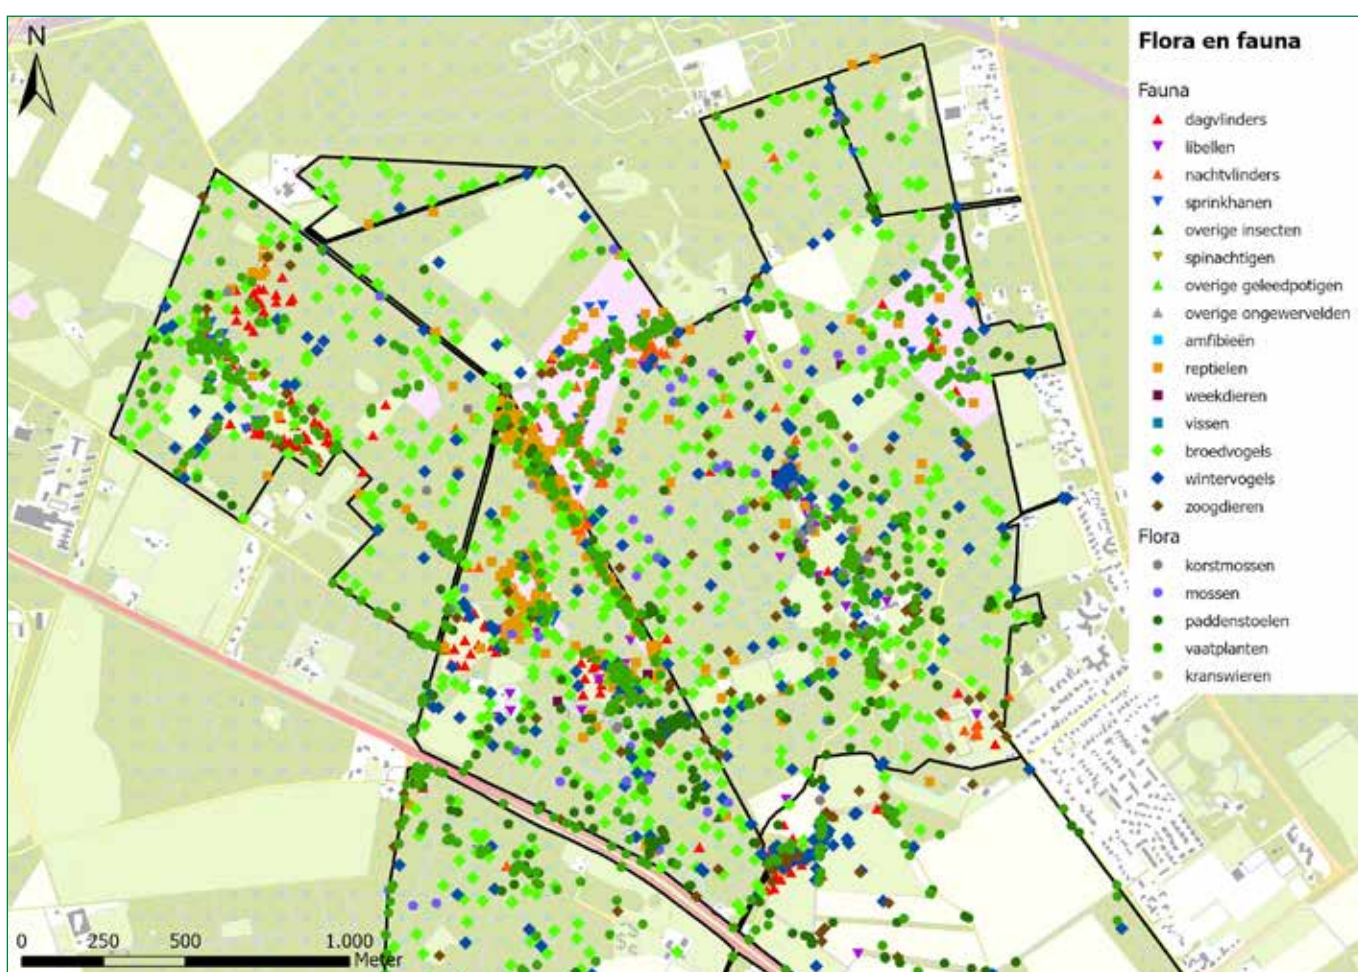 N
Flora en fauna
Fauna
dagvlinders
libellen
nachtvlinders
sprinkhanen
overige insecten
spinachtigen
overige geleedpotigen
overige ongewervelden
amfibieën
reptielen
weekdieren
vissen
broedvogels
wintervogels
zoogdieren
Flora
korstmossen
mossen
paddenstoelen
vaatplanten
kranswieren
0 250 500 1.000
Meter